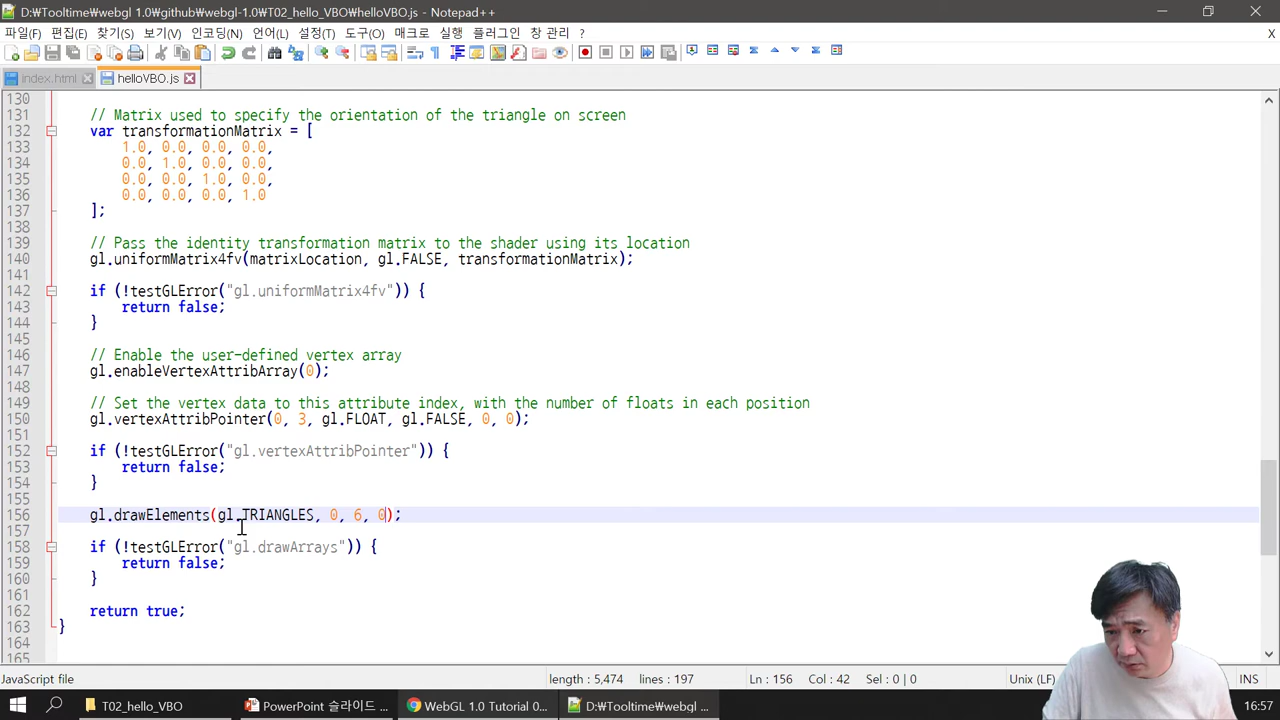 D:₩Tooltime₩webgl 1.0₩github₩webgl-1.0₩T02_hello_VBO₩helloVBO.js - Notepad++
파일(F) 편집(E) 찾기(S) 보기(V) 인코딩(N) 언어(L) 설정(T) 도구(O) 매크로 실행 플러그인 창 관리 ? X
index.html helloVBO.js
130
131 // Matrix used to specify the orientation of the triangle on screen
132 var transformationMatrix = [
133 1.0, 0.0, 0.0, 0.0,
134 0.0, 1.0, 0.0, 0.0,
135 0.0, 0.0, 1.0, 0.0,
136 0.0, 0.0, 0.0, 1.0
137 ];
138
139 // Pass the identity transformation matrix to the shader using its location
140 gl.uniformMatrix4fv(matrixLocation, gl.FALSE, transformationMatrix);
141
142 if (!testGLError("gl.uniformMatrix4fv")) {
143 return false;
144 }
145
146 // Enable the user-defined vertex array
147 gl.enableVertexAttribArray(0);
148
149 // Set the vertex data to this attribute index, with the number of floats in each position
150 gl.vertexAttribPointer(0, 3, gl.FLOAT, gl.FALSE, 0, 0);
151
152 if (!testGLError("gl.vertexAttribPointer")) {
153 return false;
154 }
155
156 gl.drawElements(gl.TRIANGLES, 0, 6, 0);
157
158 if (!testGLError("gl.drawArrays")) {
159 return false;
160 }
161
162 return true;
163 }
164
165
JavaScript file length : 5,474 lines : 197 Ln : 156 Col : 42 Sel : 0 | 0 Unix (LF) INS
T02_hello_VBO PowerPoint 슬라이드 ... WebGL 1.0 Tutorial 0... D:₩Tooltime₩webgl ... 16:57